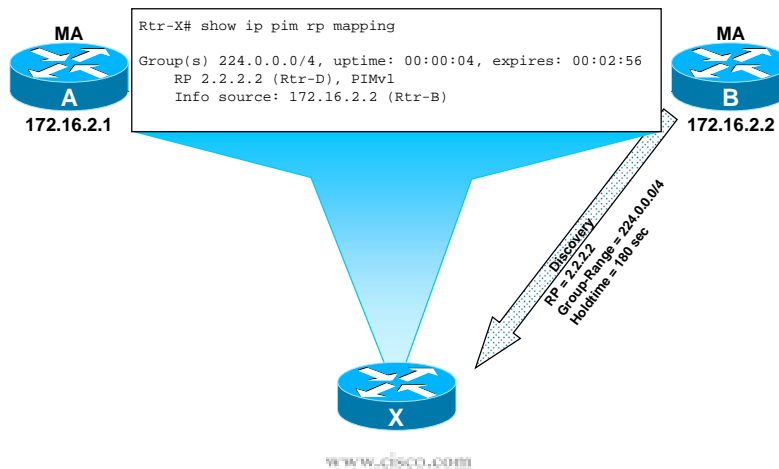 Rtr-X# show ip pim rp mapping
Group(s) 224.0.0.0/4, uptime: 00:00:04, expires: 00:02:56
RP 2.2.2.2 (Rtr-D), PIMv1
Info source: 172.16.2.2 (Rtr-B)
MA
A
172.16.2.1
MA
B
172.16.2.2
Discovery
RP = 2.2.2.2
Group-Range = 224.0.0.0/4
Holdtime = 180 sec
X
www.cisco.com